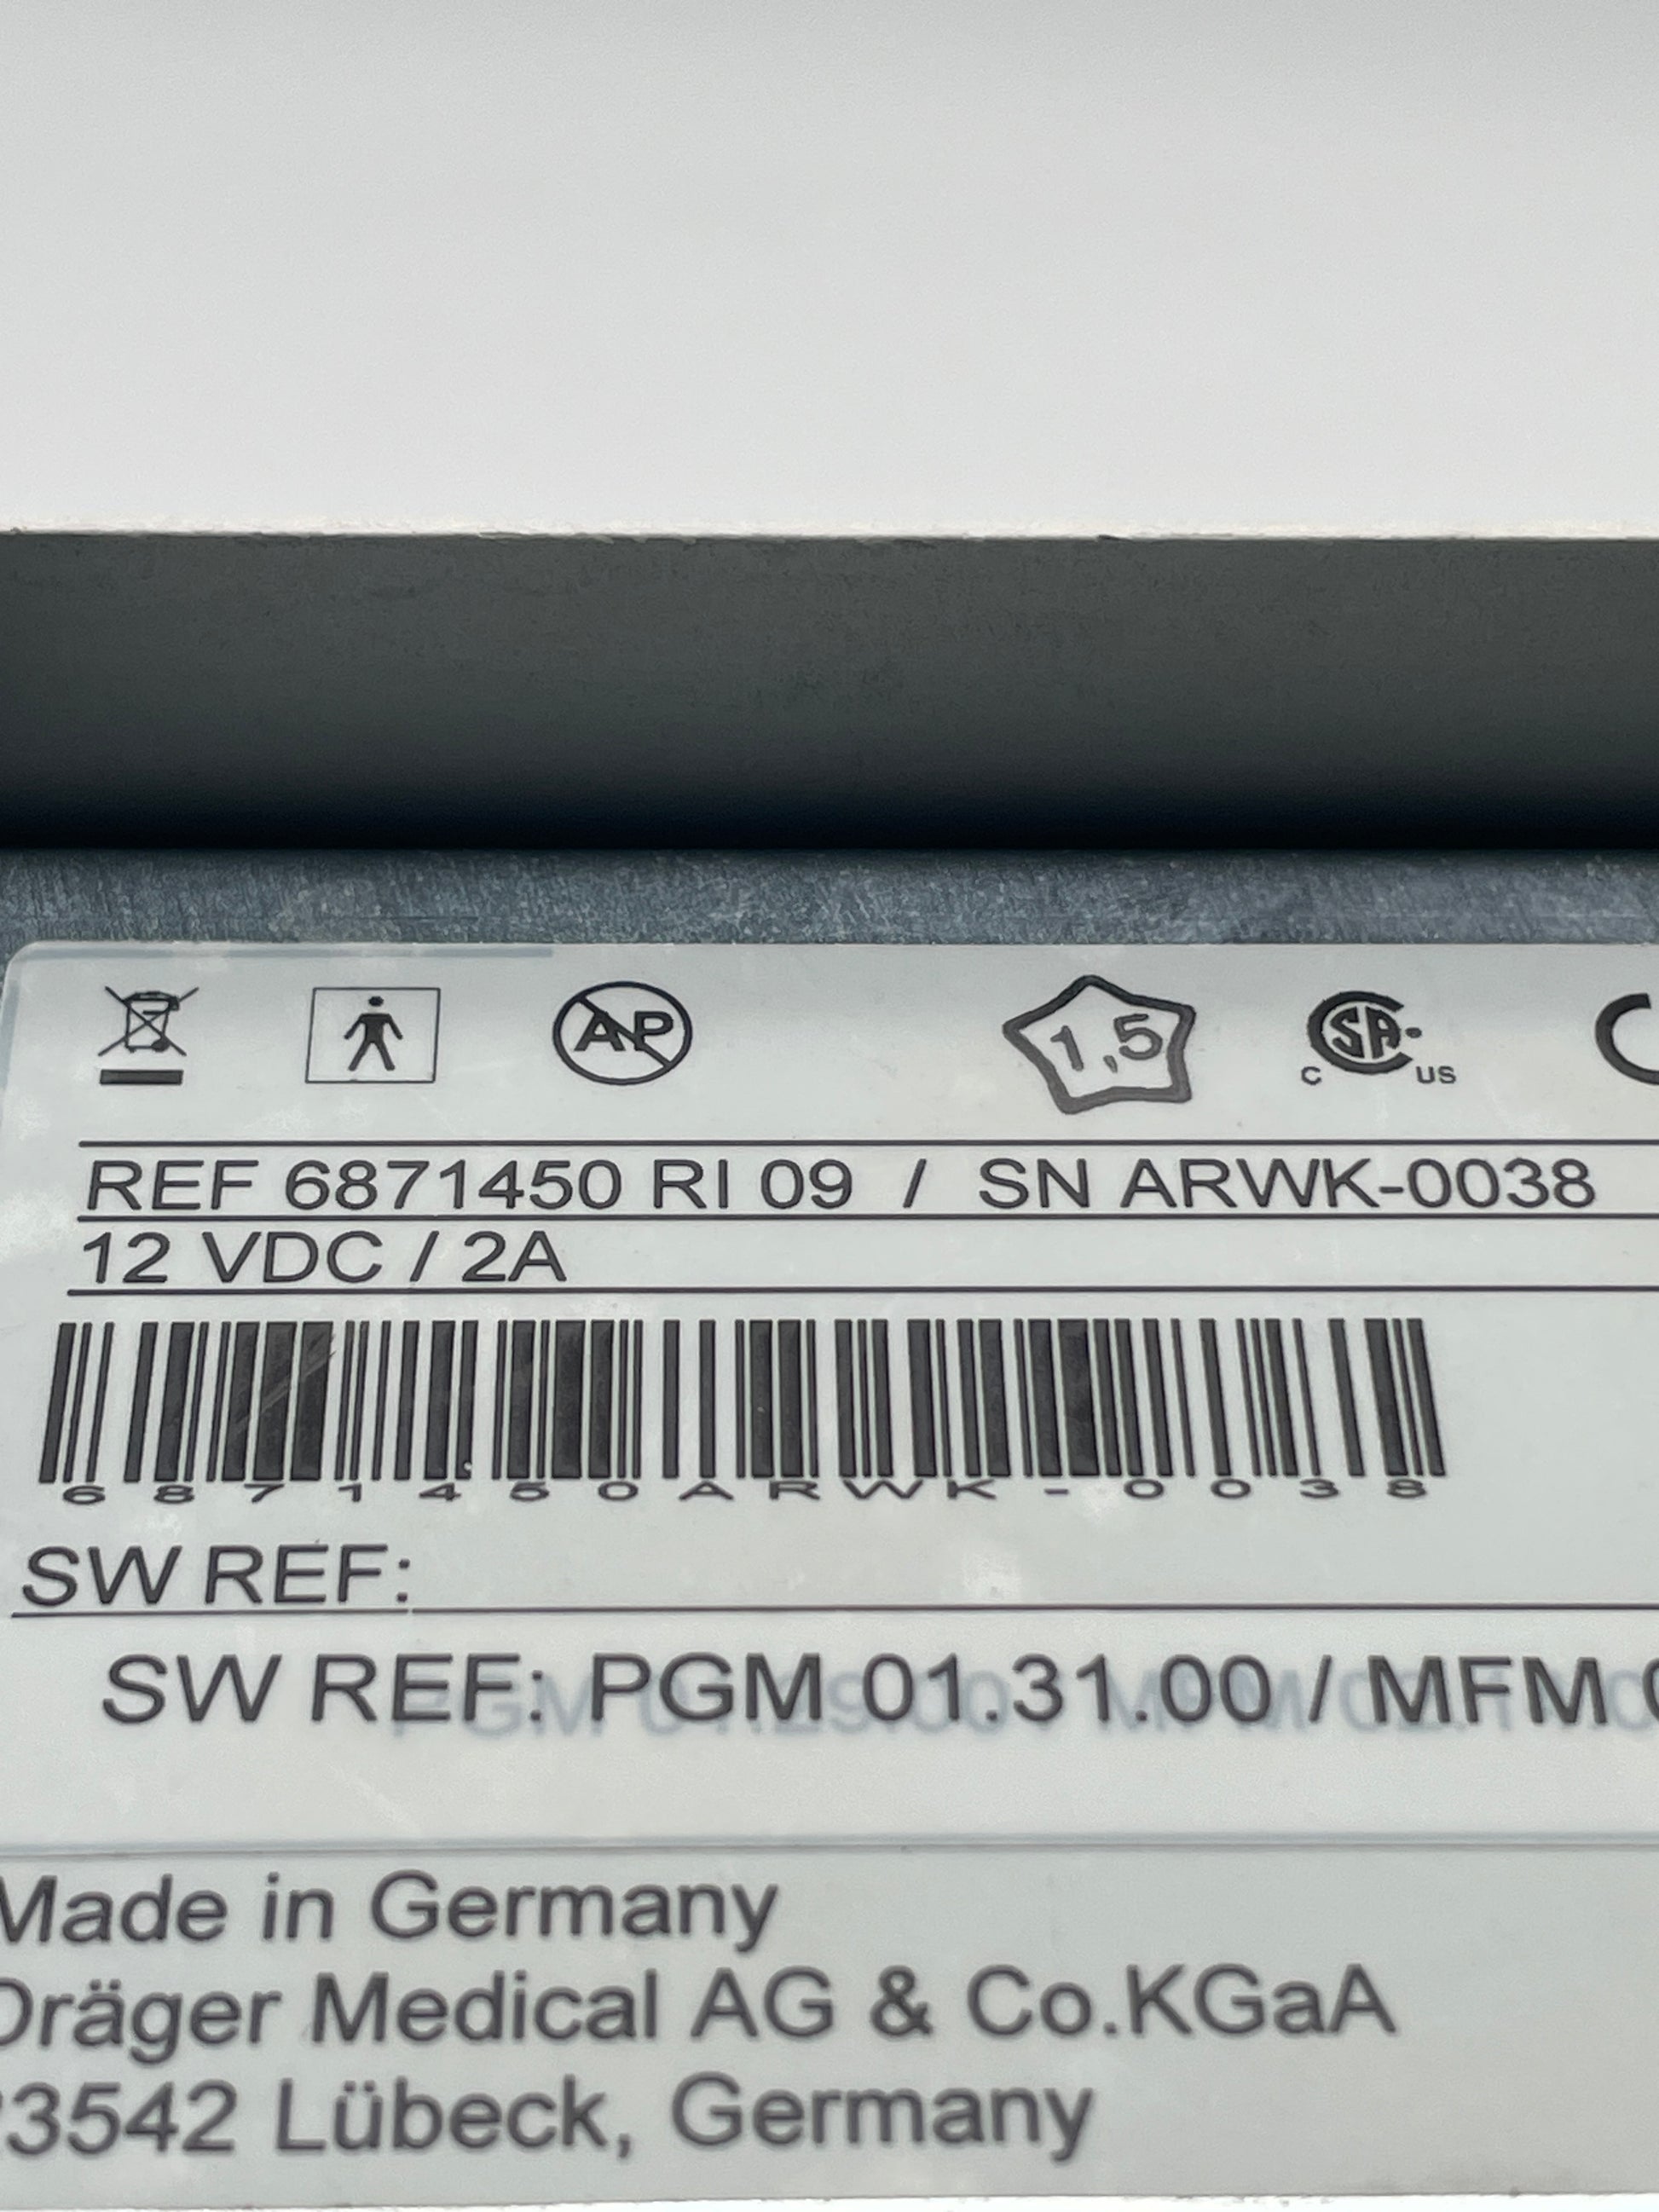 AP 1,5 C SA US
REF 6871450 RI 09 / SN ARWK-0038
12 VDC / 2A
6871450ARWK-0038
SW REF:
SW REF: PGM 01.31.00 / MFM
Made in Germany
Dräger Medical AG & Co.KGaA
23542 Lübeck, Germany